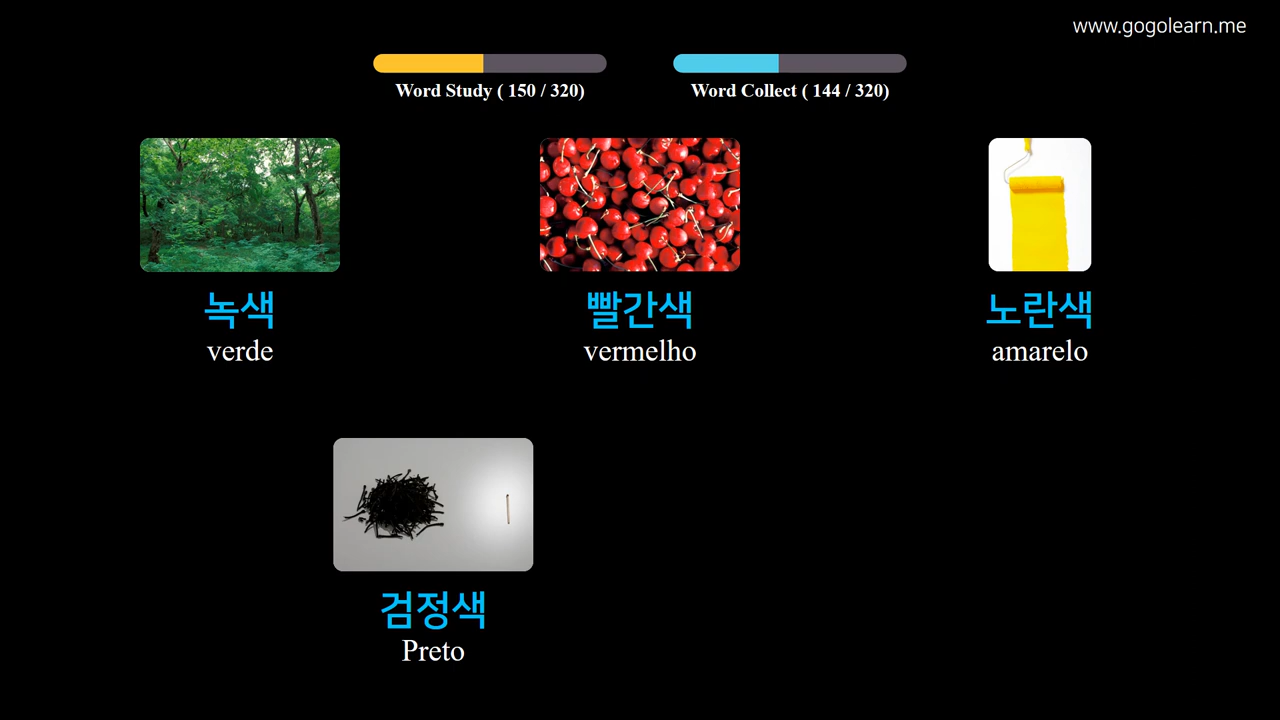 www.gogolearn.me
Word Study ( 150 / 320)
Word Collect ( 144 / 320)
녹색
verde
빨간색
vermelho
노란색
amarelo
검정색
Preto